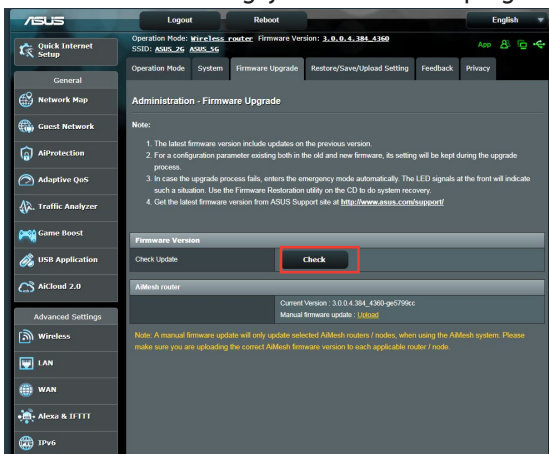 ASUS
Logout
Reboot
English
Quick Internet
Setup
Operation Mode: Wireless router Firmware Version: 3.0.0.4.384_4360
SSID: ASUS_2G ASUS_5G
App
Operation Mode System Firmware Upgrade Restore/Save/Upload Setting Feedback Privacy
General
Network Map
Guest Network
AiProtection
Adaptive QoS
Traffic Analyzer
Game Boost
USB Application
AiCloud 2.0
Advanced Settings
Wireless
LAN
WAN
Alexa & IFTTT
IPv6
Administration - Firmware Upgrade
Note:
1. The latest firmware version include updates on the previous version.
2. For a configuration parameter existing both in the old and new firmware, its setting will be kept during the upgrade
process.
3. In case the upgrade process fails, enters the emergency mode automatically. The LED signals at the front will indicate
such a situation. Use the Firmware Restoration utility on the CD to do system recovery.
4. Get the latest firmware version from ASUS Support site at http://www.asus.com/support/
Firmware Version
Check Update
Check
AiMesh router
Current Version : 3.0.0.4.384_4360-ge5799cc
Manual firmware update : Upload
Note: A manual firmware update will only update selected AiMesh routers / nodes, when using the AiMesh system. Please
make sure you are uploading the correct AiMesh firmware version to each applicable router / node.